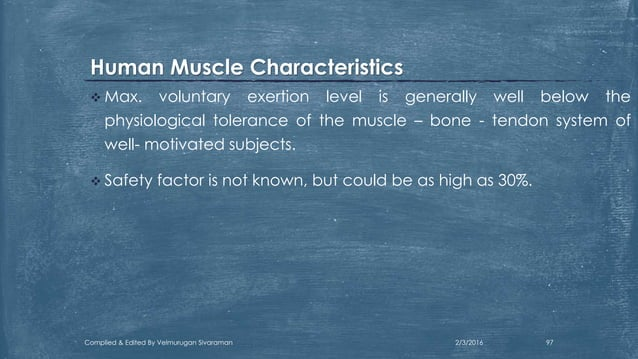 Human Muscle Characteristics
❖ Max. voluntary exertion level is generally well below the
physiological tolerance of the muscle – bone - tendon system of
well- motivated subjects.
❖ Safety factor is not known, but could be as high as 30%.
Complied & Edited By Velmurugan Sivaraman 2/3/2016 97